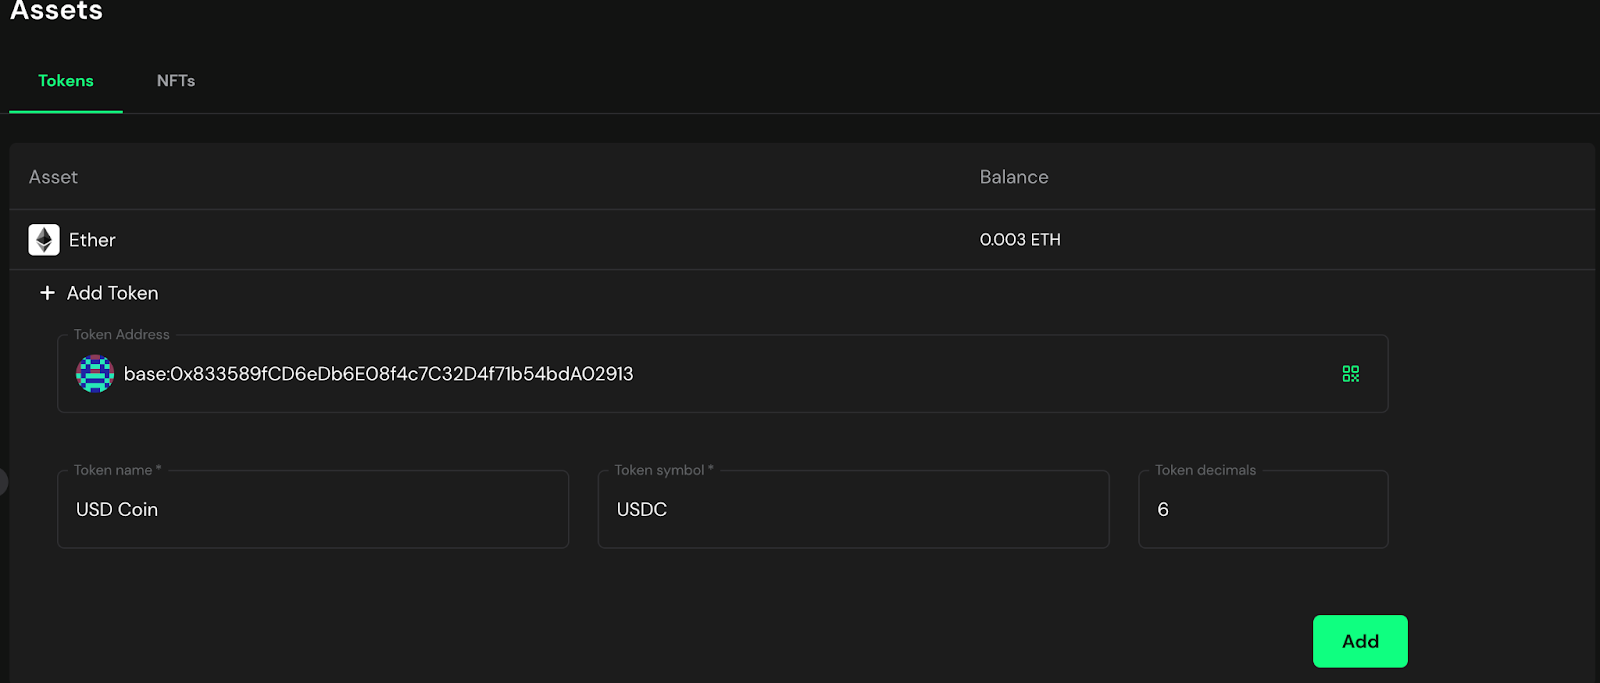 Assets
Tokens NFTs
Asset Balance
Ether 0.003 ETH
+ Add Token
Token Address
base:0x833589fCD6eDb6E08f4c7C32D4f71b54bdA02913
Token name * Token symbol * Token decimals
USD Coin USDC 6
Add